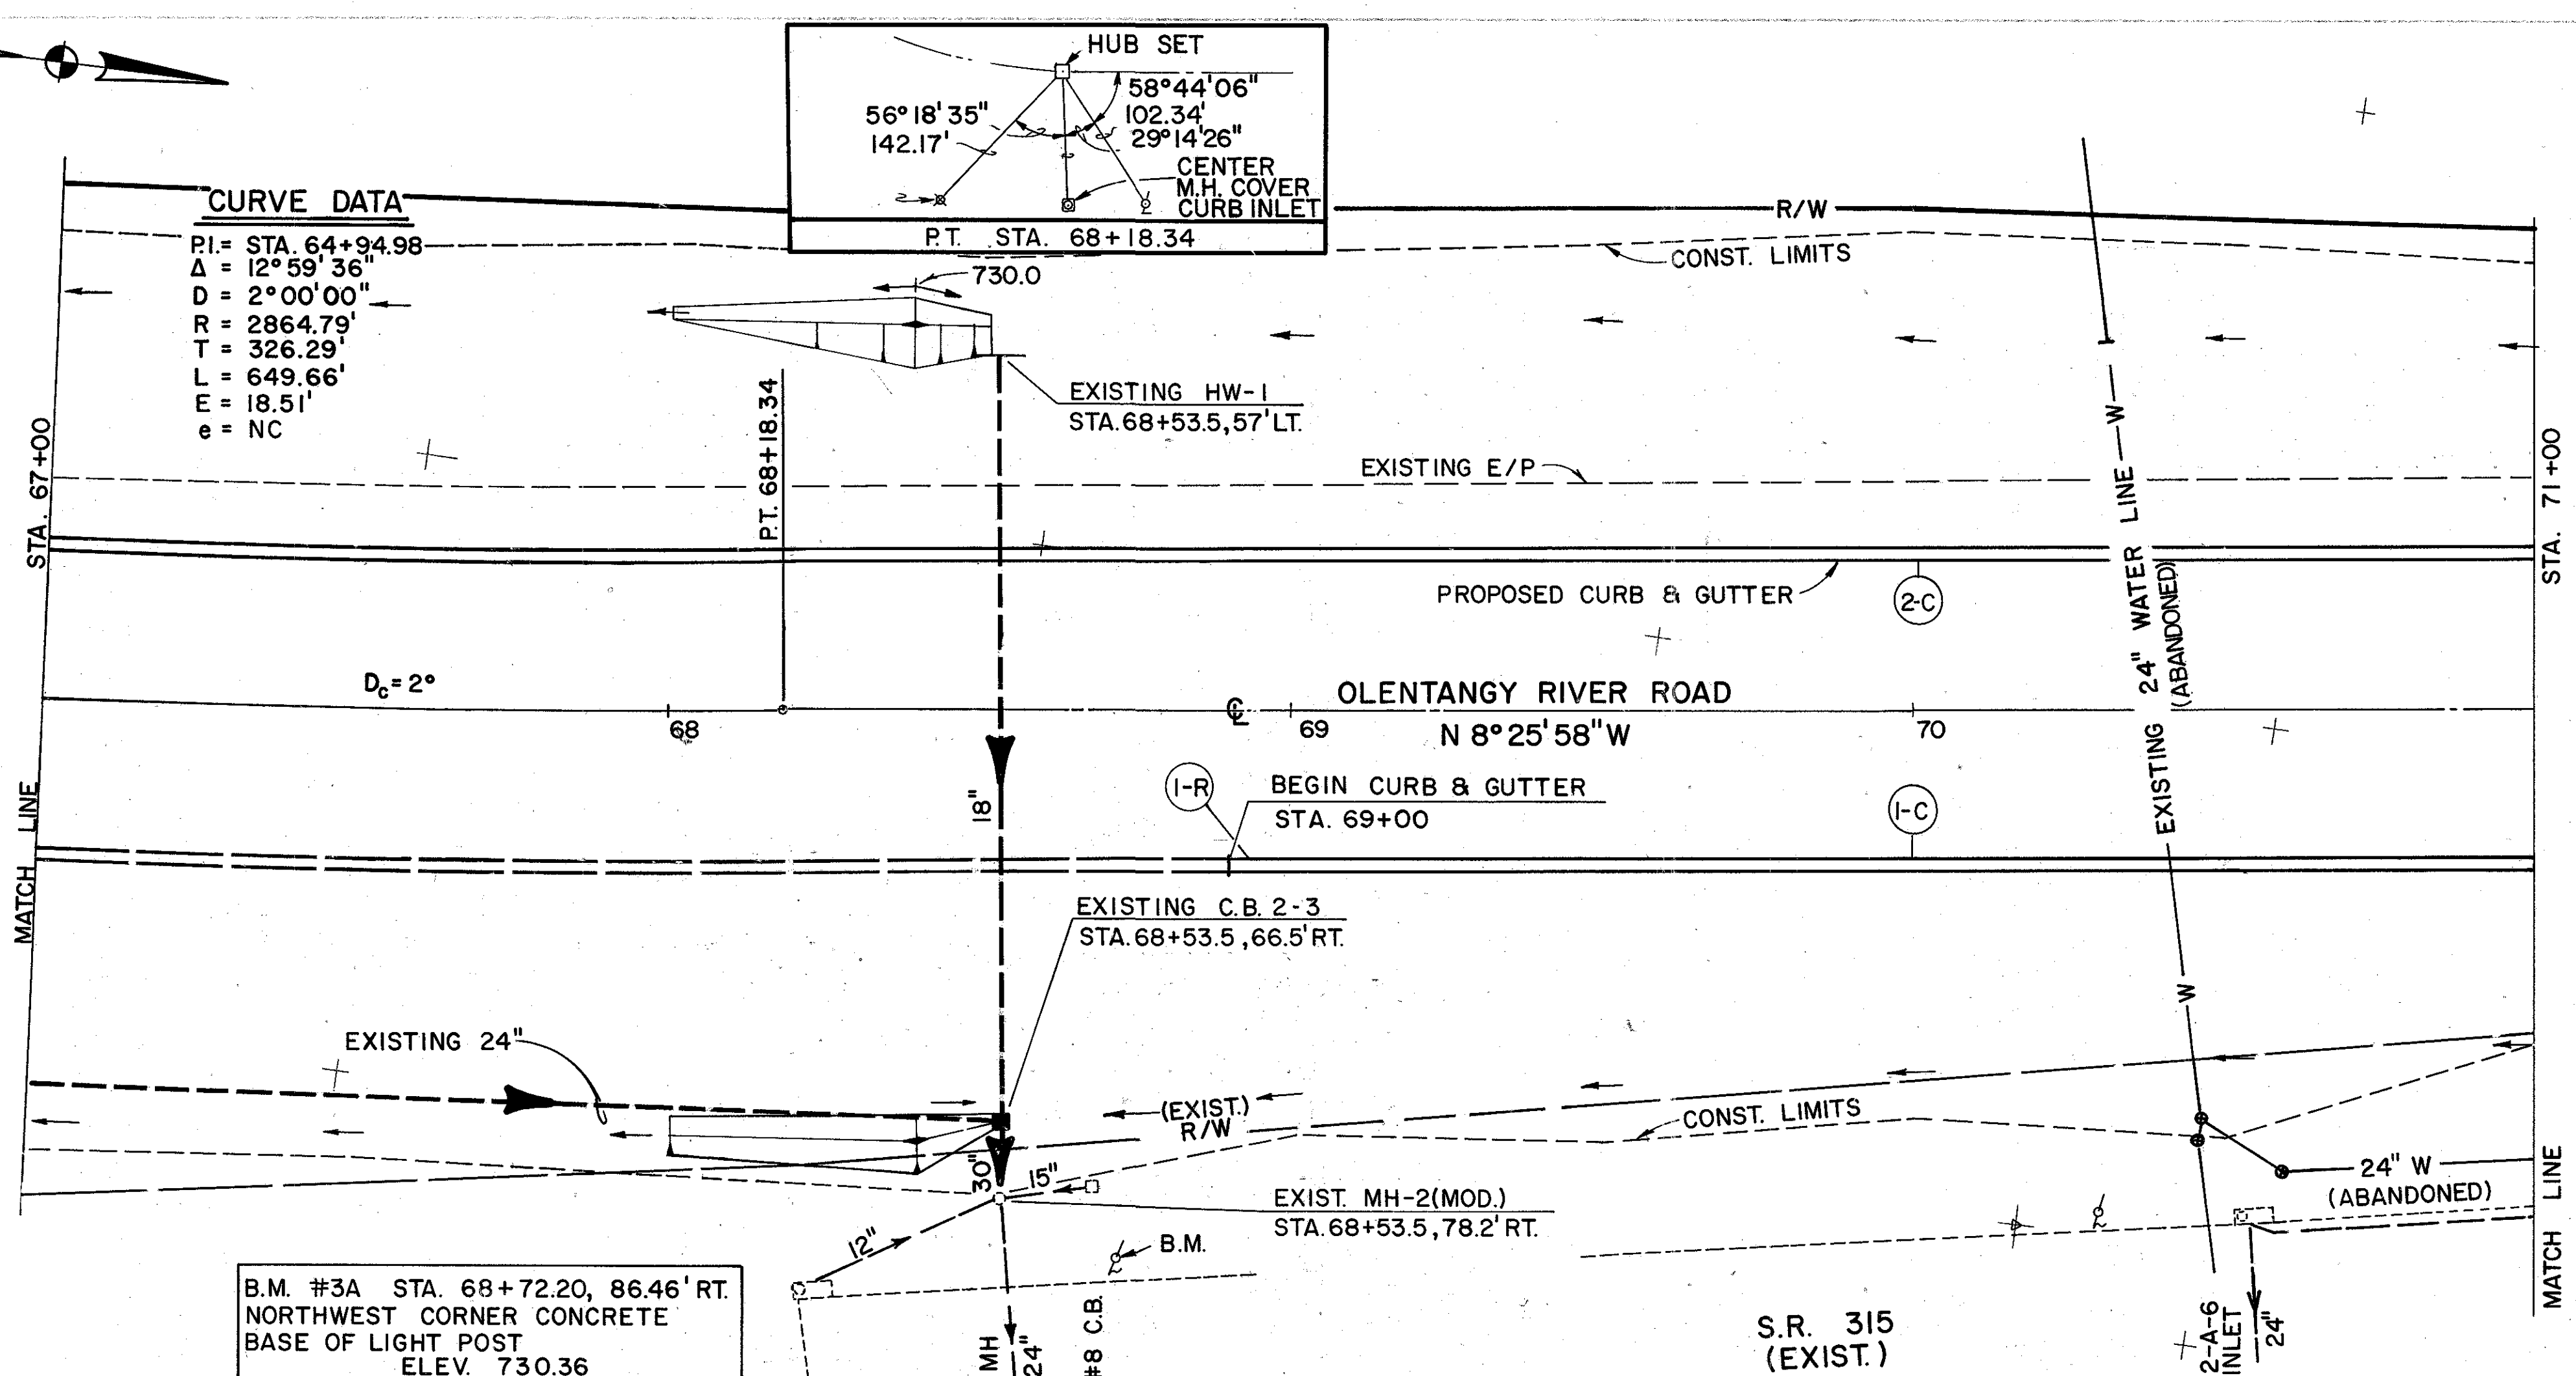 HUB SET
58°44'06"
102.34'
29°14'26"
56°18'35"
142.17'
CENTER
M.H. COVER
CURB INLET
P.T. STA. 68+18.34
CURVE DATA
P.I.= STA. 64+94.98
Δ = 12°59'36"
D = 2°00'00"
R = 2864.79'
T = 326.29'
L = 649.66'
E = 18.51'
e = NC
R/W
CONST. LIMITS
730.0
EXISTING HW-1
STA.68+53.5,57'LT.
P.T. 68+18.34
STA. 67+00
MATCH LINE
EXISTING E/P
PROPOSED CURB & GUTTER
2-C
EXISTING 24" WATER LINE W
(ABANDONED)
STA. 71+00
Dc=2°
68
℄
69
OLENTANGY RIVER ROAD
N 8°25'58"W
70
18"
1-R
BEGIN CURB & GUTTER
STA. 69+00
1-C
EXISTING C.B. 2-3
STA.68+53.5,66.5'RT.
W
EXISTING 24"
(EXIST.)
R/W
CONST. LIMITS
30"
15"
12"
EXIST. MH-2(MOD.)
STA.68+53.5,78.2'RT.
24" W
(ABANDONED)
MATCH LINE
B.M.
B.M. #3A STA. 68+72.20, 86.46' RT.
NORTHWEST CORNER CONCRETE
BASE OF LIGHT POST
ELEV. 730.36
MH
24"
#8 C.B.
S.R. 315
(EXIST.)
2-A-6
INLET
24"